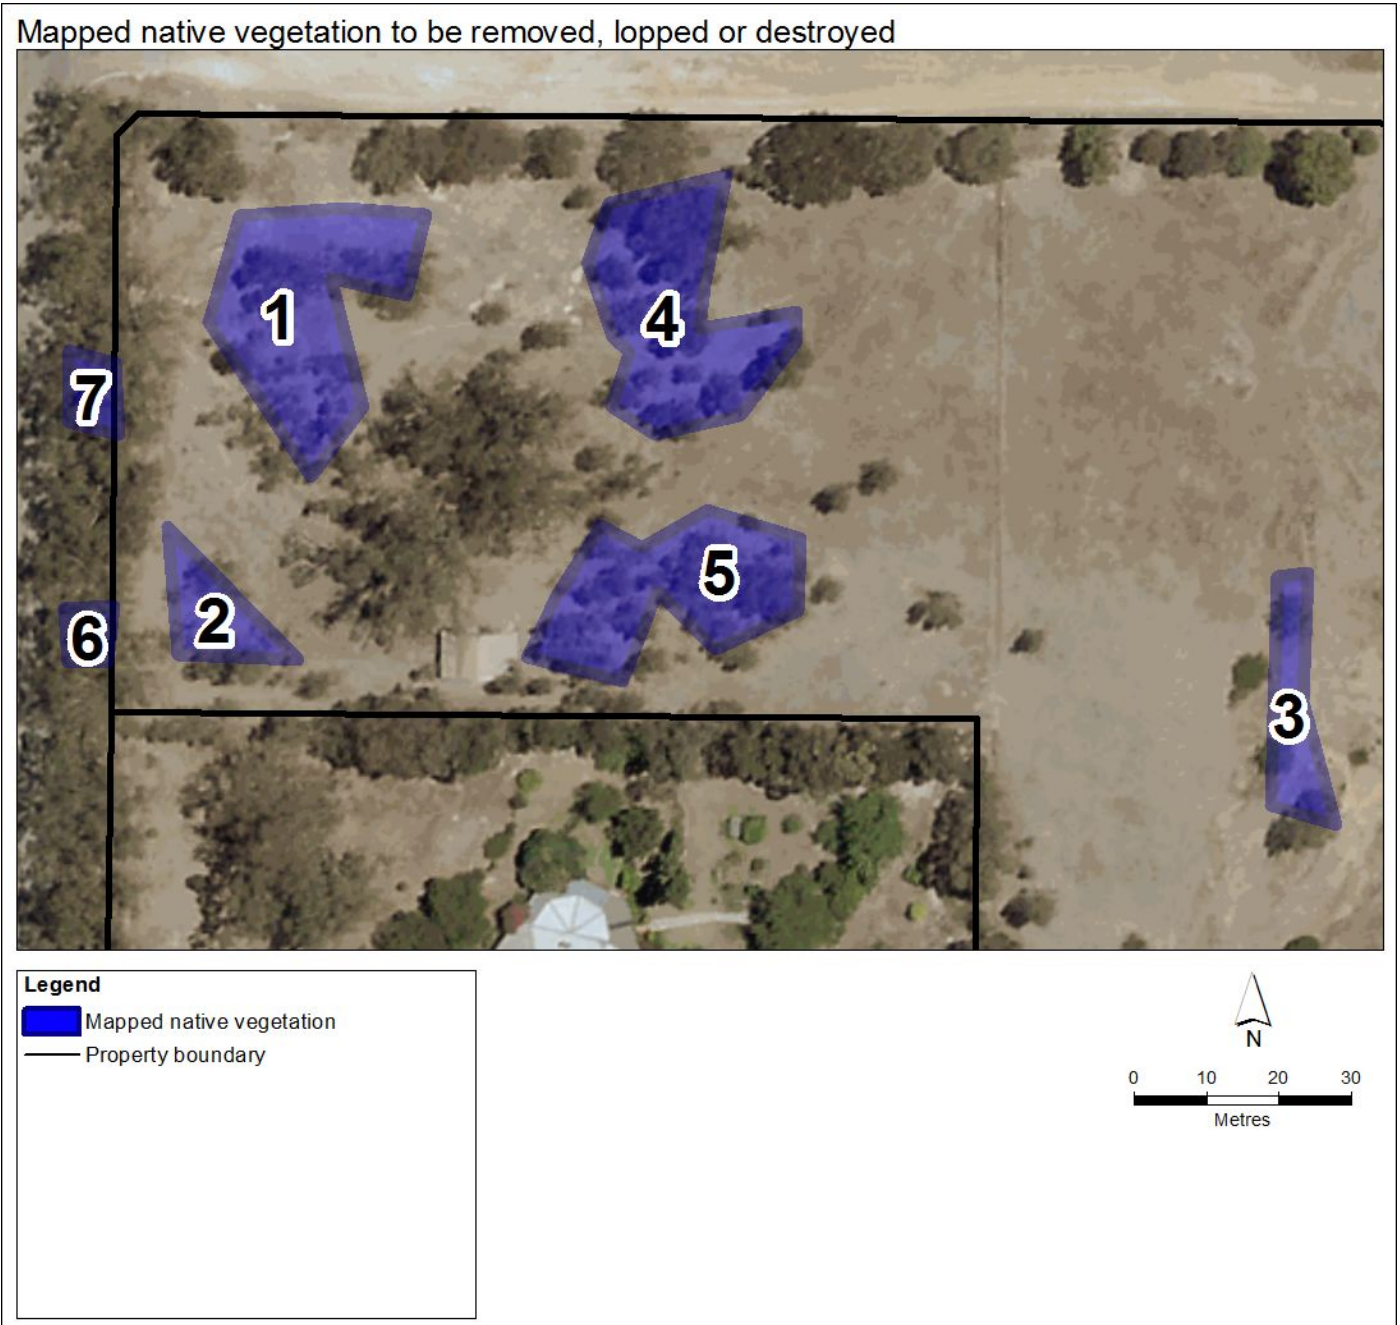 Mapped native vegetation to be removed, lopped or destroyed
1
4
7
5
2
6
3
Legend
Mapped native vegetation
Property boundary
N
0 10 20 30
Metres